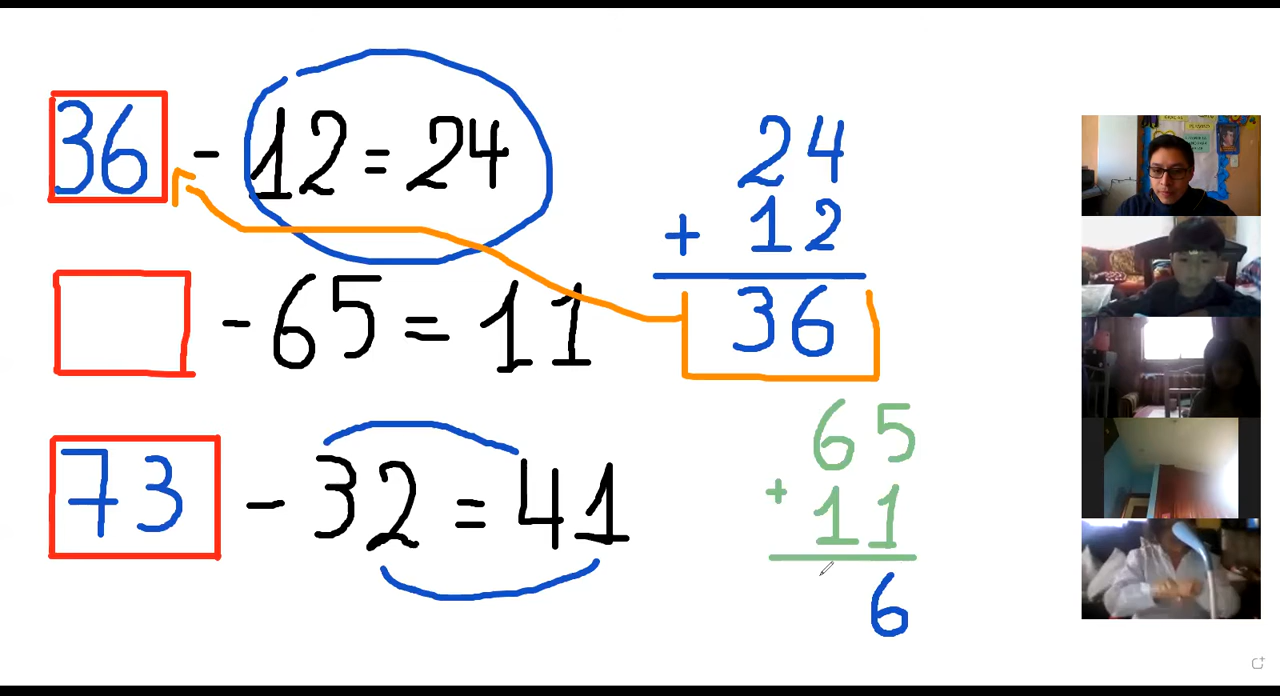 36 - 12 = 24
- 65 = 11
73 - 32 = 41
24
+ 12
36
65
+ 11
6